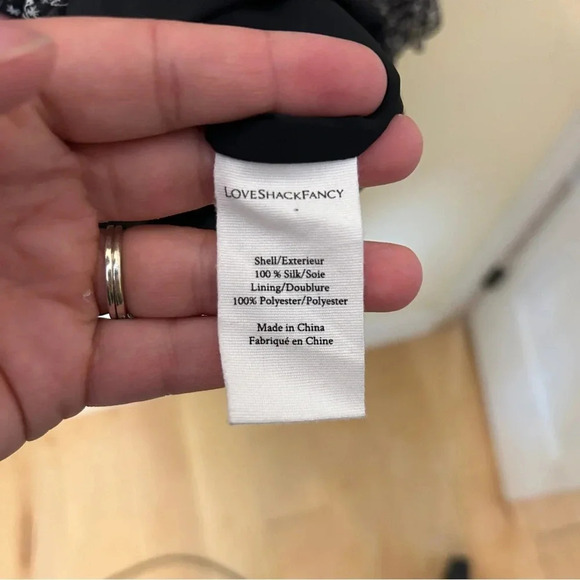 LOVESHACKFANCY
Shell/Exterieur
100 % Silk/Soie
Lining/Doublure
100% Polyester/Polyester
Made in China
Fabriqué en Chine